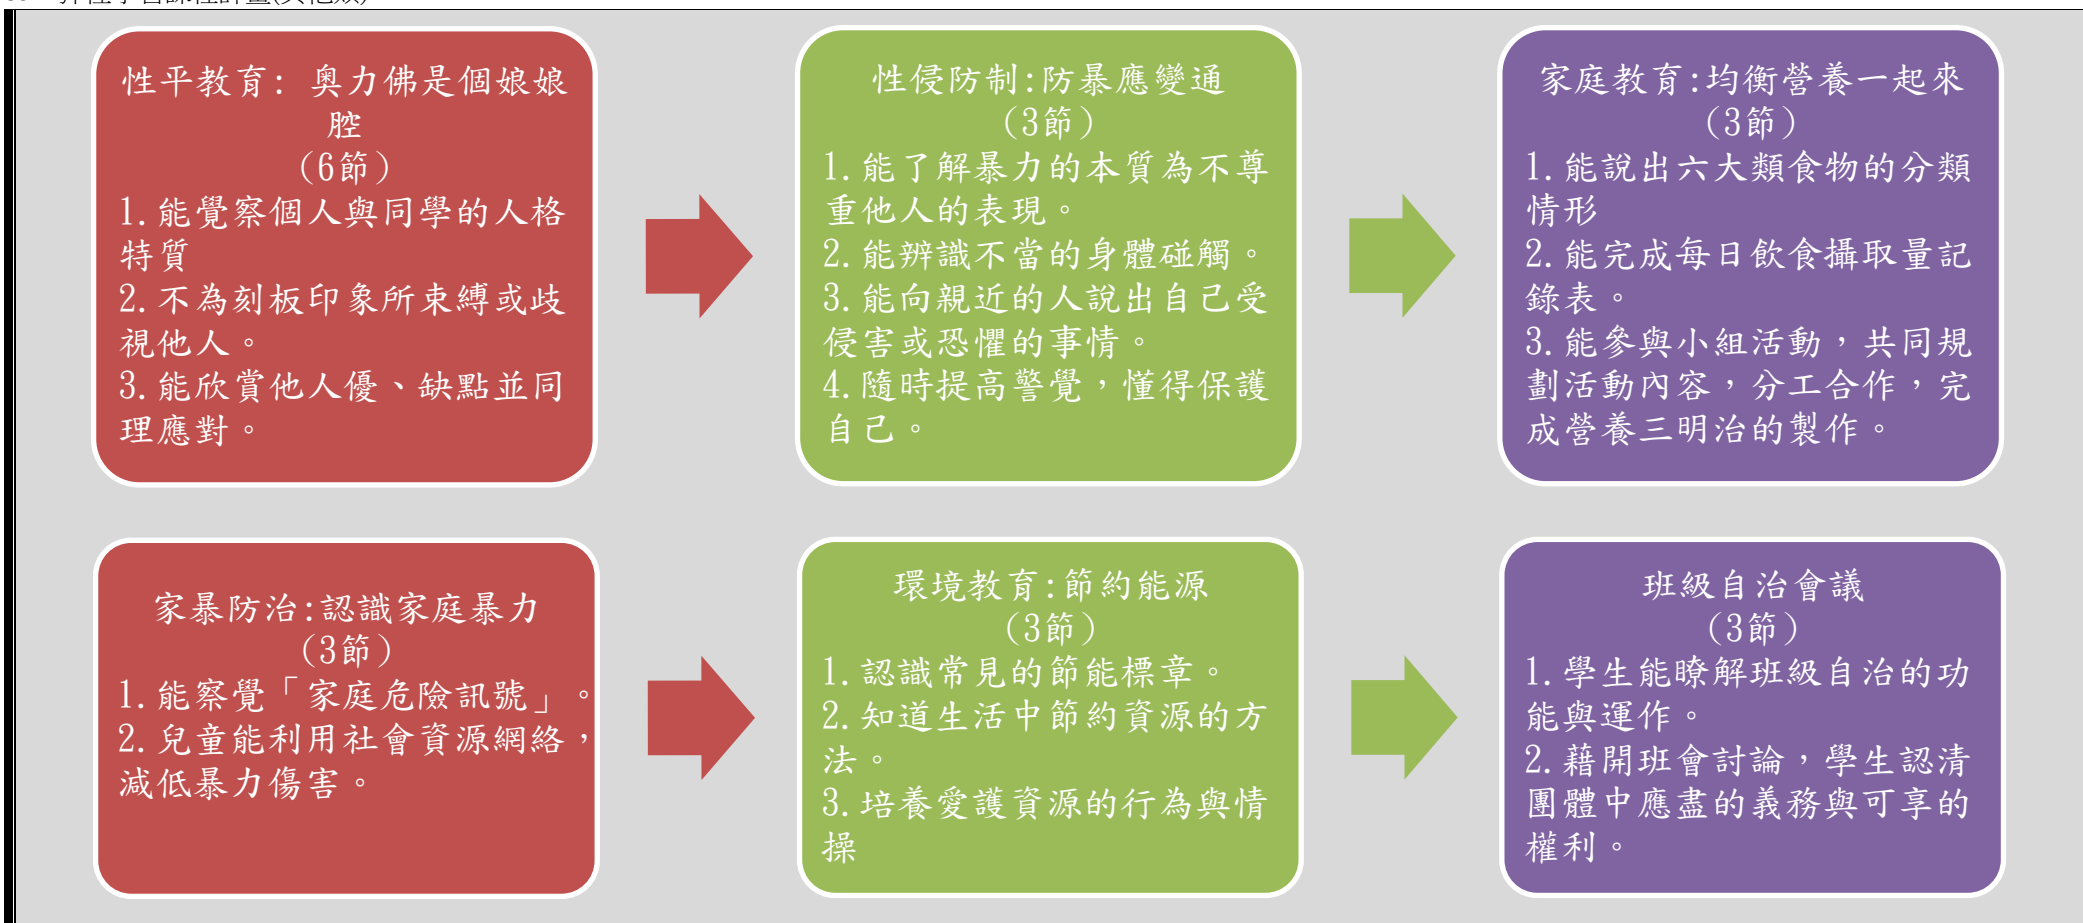 性平教育: 奧力佛是個娘娘
腔
(6節)
1.能覺察個人與同學的人格
特質
2.不為刻板印象所束縛或歧
視他人。
3.能欣賞他人優、缺點並同
理應對。
性侵防制:防暴應變通
(3節)
1.能了解暴力的本質為不尊
重他人的表現。
2.能辨識不當的身體碰觸。
3.能向親近的人說出自己受
侵害或恐懼的事情。
4.隨時提高警覺，懂得保護
自己。
家庭教育:均衡營養一起來
(3節)
1.能說出六大類食物的分類
情形
2.能完成每日飲食攝取量記
錄表。
3.能參與小組活動，共同規
劃活動內容，分工合作，完
成營養三明治的製作。
家暴防治:認識家庭暴力
(3節)
1.能察覺「家庭危險訊號」。
2.兒童能利用社會資源網絡，
減低暴力傷害。
環境教育:節約能源
(3節)
1.認識常見的節能標章。
2.知道生活中節約資源的方
法。
3.培養愛護資源的行為與情
操
班級自治會議
(3節)
1.學生能瞭解班級自治的功
能與運作。
2.藉開班會討論，學生認清
團體中應盡的義務與可享的
權利。